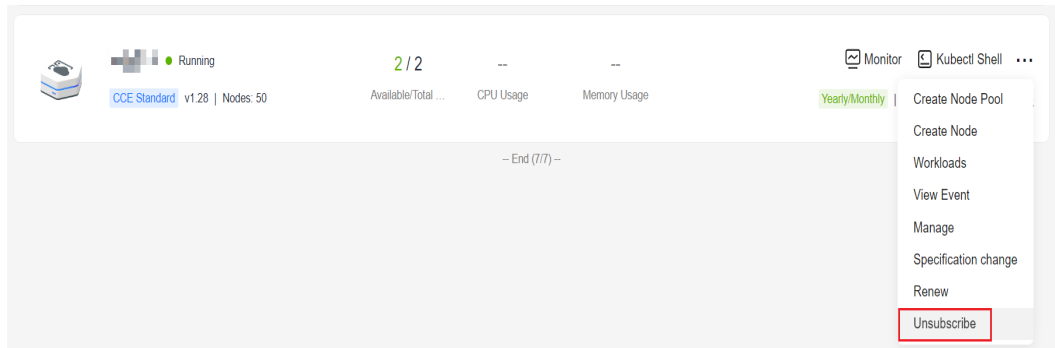 Running
2 / 2
--
--
Monitor
Kubectl Shell
CCE Standard v1.28 | Nodes: 50
Available/Total ...
CPU Usage
Memory Usage
Yearly/Monthly |
-- End (7/7) --
Create Node Pool
Create Node
Workloads
View Event
Manage
Specification change
Renew
Unsubscribe